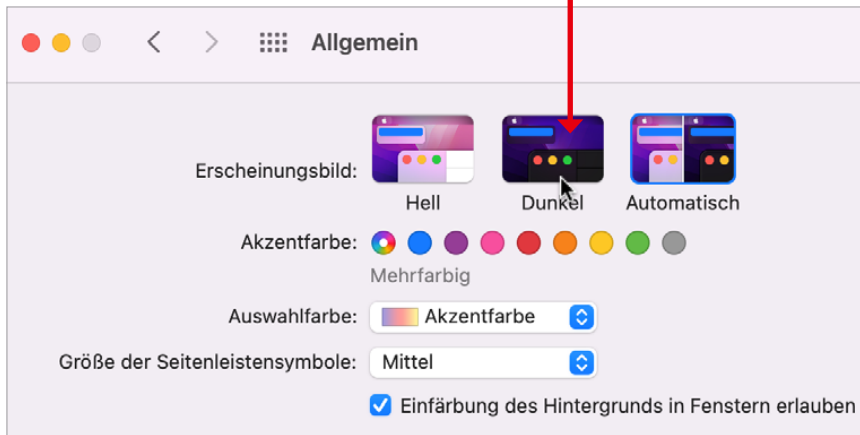 Allgemein
Erscheinungsbild:
Hell Dunkel Automatisch
Akzentfarbe:
Mehrfarbig
Auswahlfarbe: Akzentfarbe
Größe der Seitenleistensymbole: Mittel
Einfärbung des Hintergrunds in Fenstern erlauben